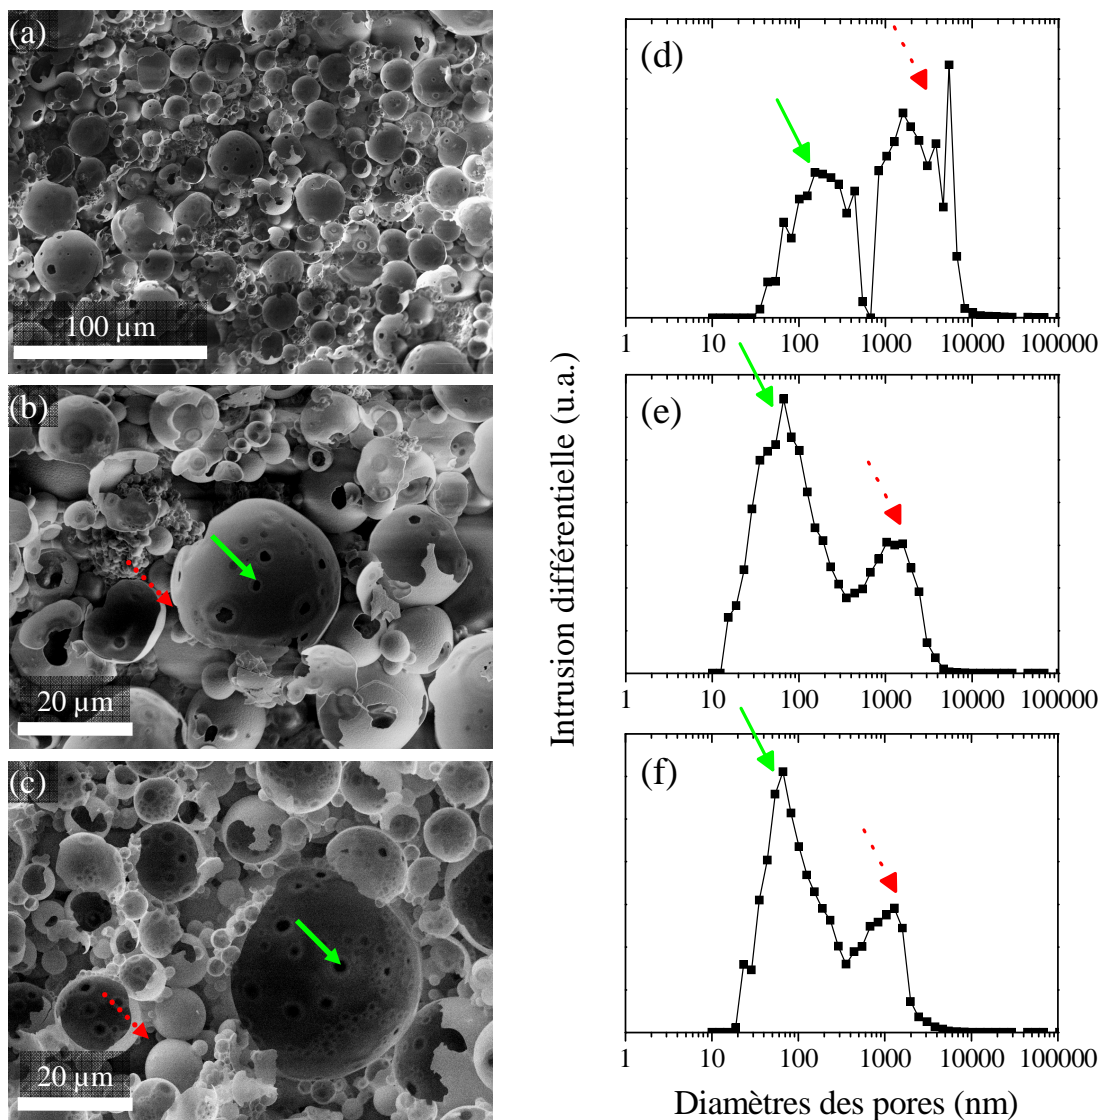 (a)
100 µm
(b)
20 µm
(c)
20 µm
Intrusion différentielle (u.a.)
(d)
1 10 100 1000 10000 100000
(e)
1 10 100 1000 10000 100000
(f)
1 10 100 1000 10000 100000
Diamètres des pores (nm)